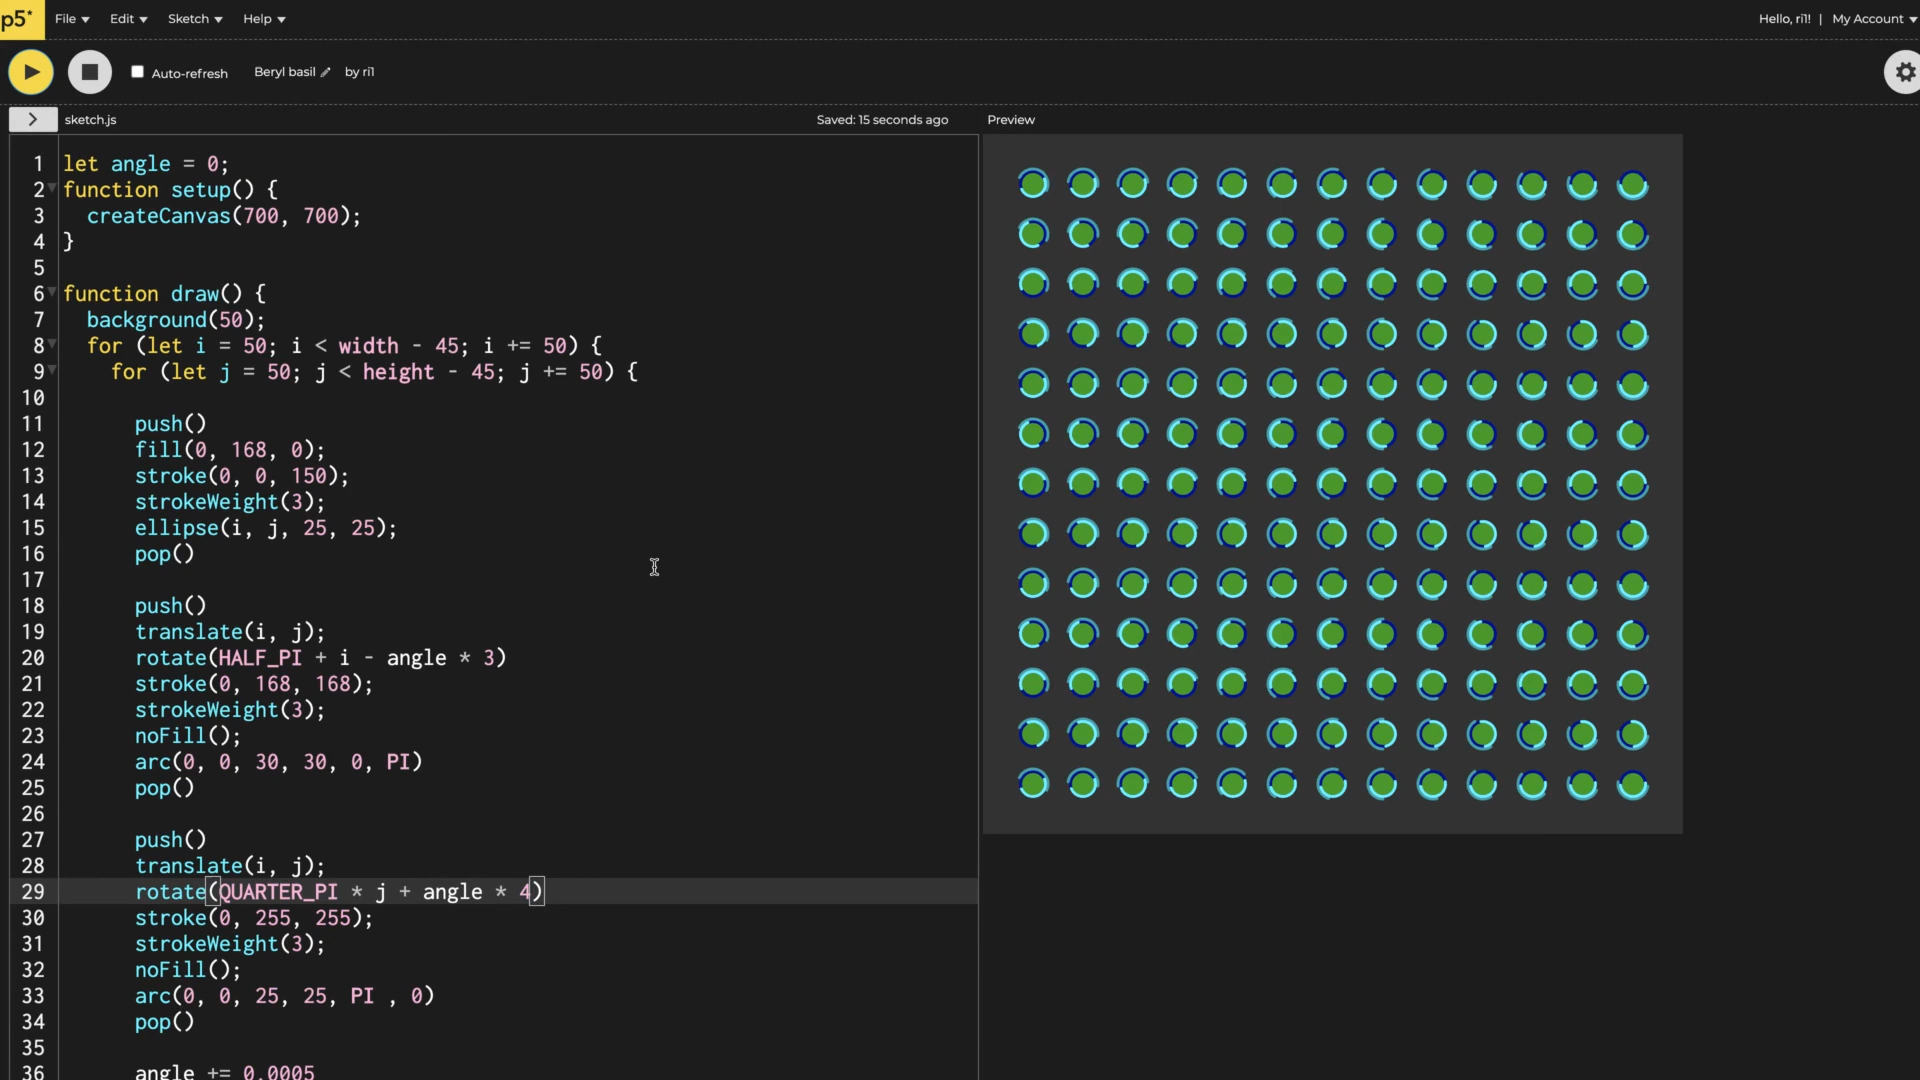 p5* File Edit Sketch Help Hello, ri1! | My Account
Auto-refresh Beryl basil by ri1
sketch.js Saved: 15 seconds ago Preview
1 let angle = 0;
2 function setup() {
3 createCanvas(700, 700);
4 }
5
6 function draw() {
7 background(50);
8 for (let i = 50; i < width - 45; i += 50) {
9 for (let j = 50; j < height - 45; j += 50) {
10
11 push()
12 fill(0, 168, 0);
13 stroke(0, 0, 150);
14 strokeWeight(3);
15 ellipse(i, j, 25, 25);
16 pop()
17
18 push()
19 translate(i, j);
20 rotate(HALF_PI + i - angle * 3)
21 stroke(0, 168, 168);
22 strokeWeight(3);
23 noFill();
24 arc(0, 0, 30, 30, 0, PI)
25 pop()
26
27 push()
28 translate(i, j);
29 rotate(QUARTER_PI * j + angle * 4)
30 stroke(0, 255, 255);
31 strokeWeight(3);
32 noFill();
33 arc(0, 0, 25, 25, PI , 0)
34 pop()
35
36 angle += 0.0005